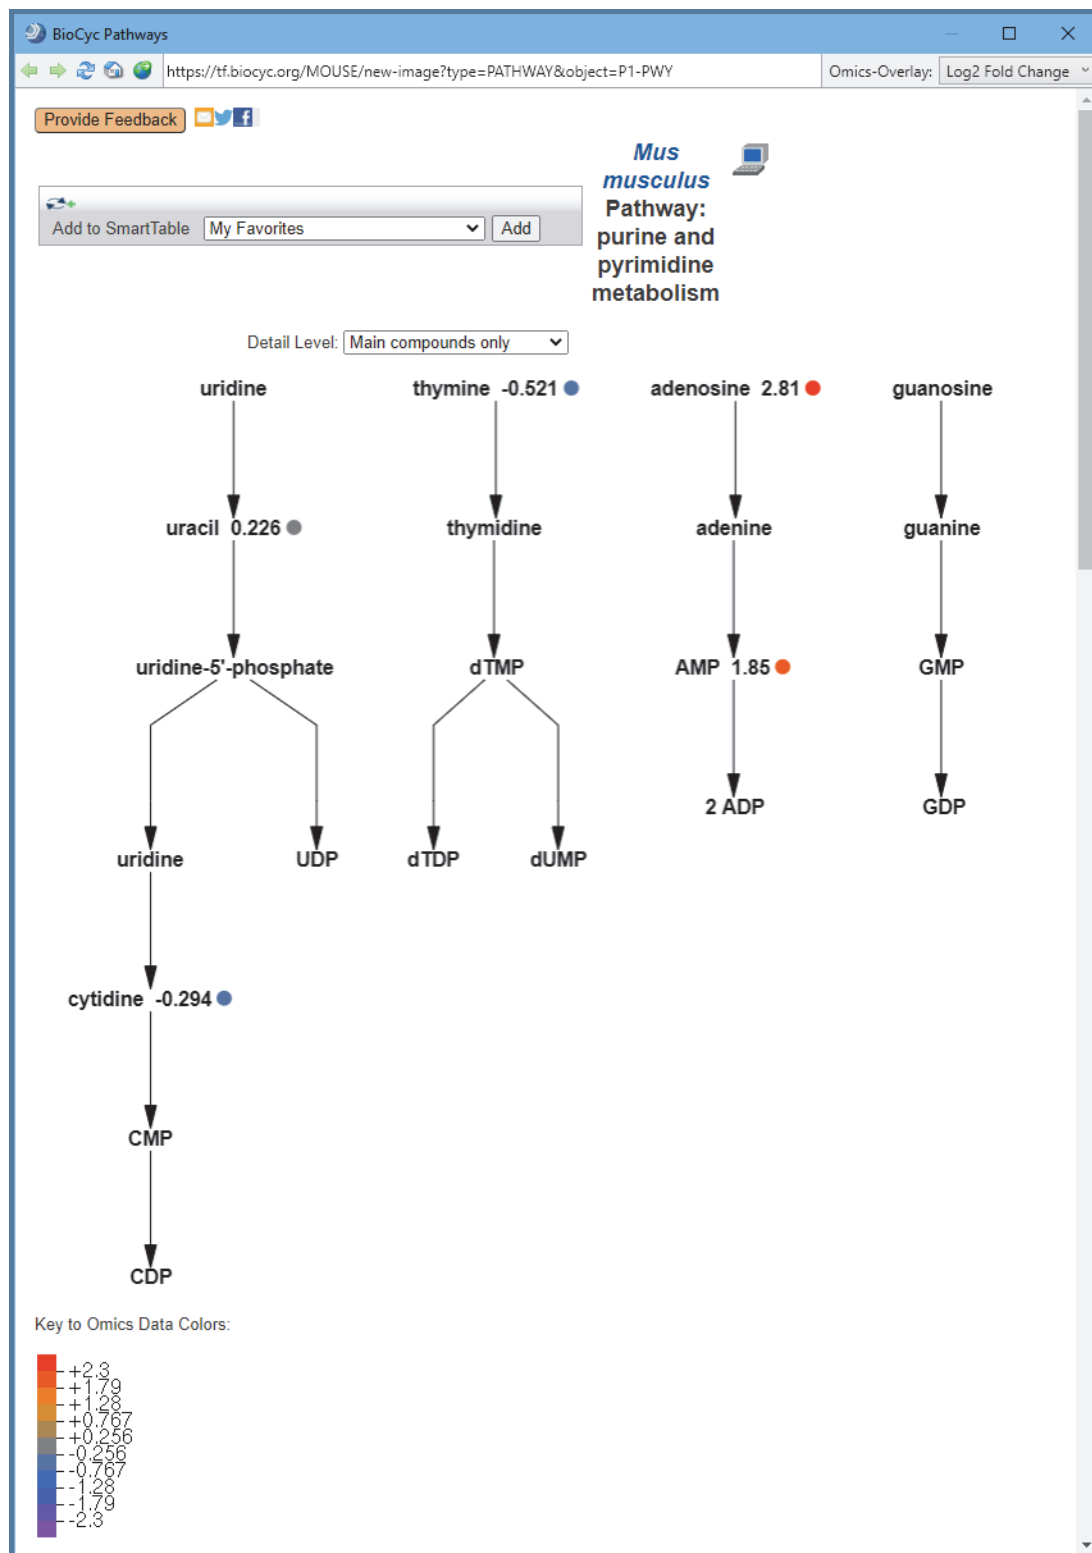 BioCyc Pathways
https://tf.biocyc.org/MOUSE/new-image?type=PATHWAY&object=P1-PWY
Omics-Overlay: Log2 Fold Change
Provide Feedback
Mus
musculus
Pathway:
purine and
pyrimidine
metabolism
Add to SmartTable My Favorites Add
Detail Level: Main compounds only
uridine thymine -0.521 adenosine 2.81 guanosine
uracil 0.226 thymidine adenine guanine
uridine-5'-phosphate dTMP AMP 1.85 GMP
2 ADP GDP
uridine UDP dTDP dUMP
cytidine -0.294
CMP
CDP
Key to Omics Data Colors:
+2.3
+1.79
+1.28
+0.767
+0.256
-0.256
-0.767
-1.28
-1.79
-2.3